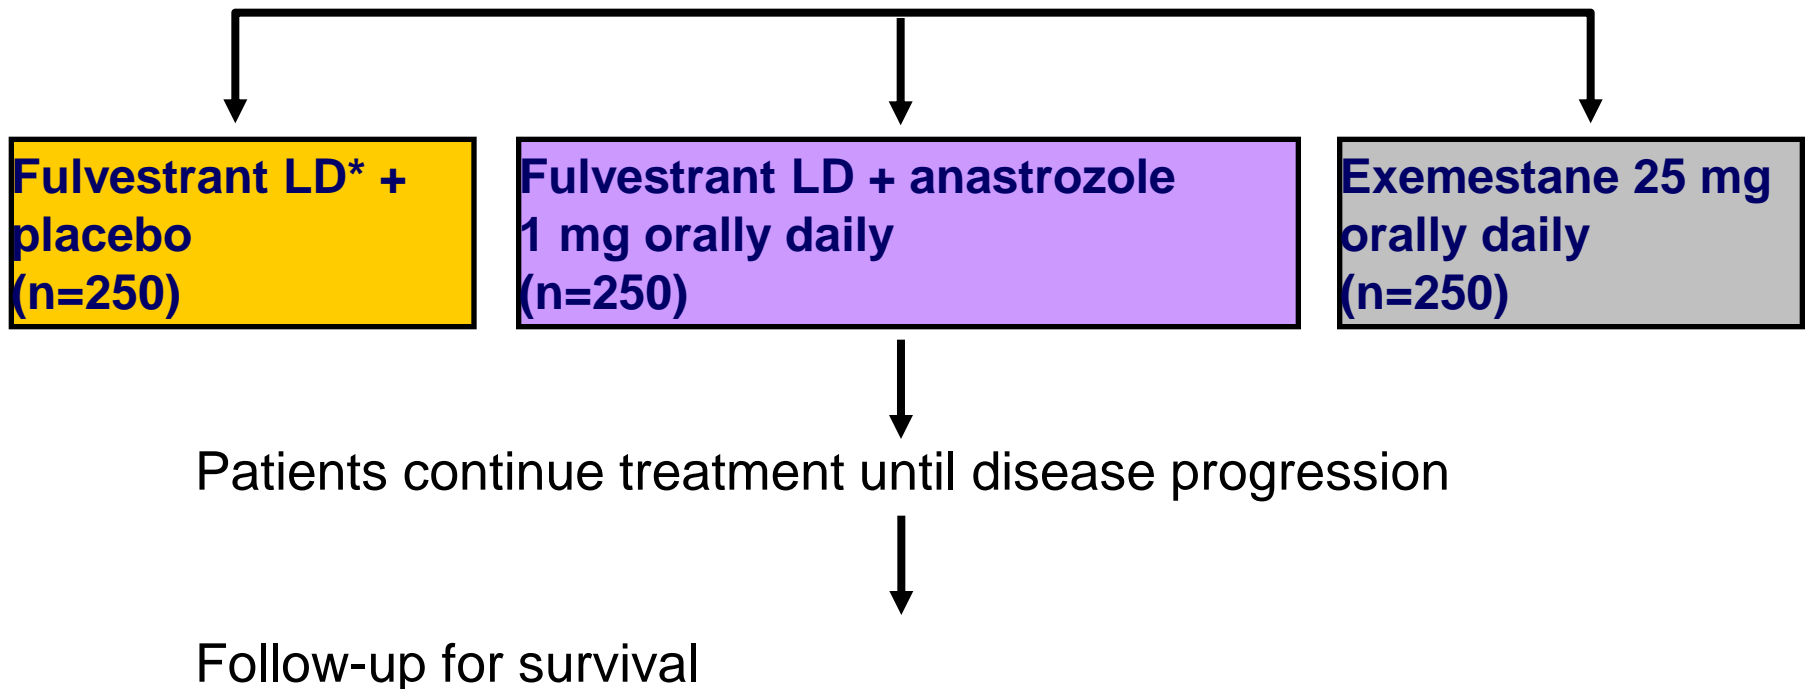 Fulvestrant LD* +
placebo
(n=250)
Fulvestrant LD + anastrozole
1 mg orally daily
(n=250)
Exemestane 25 mg
orally daily
(n=250)
Patients continue treatment until disease progression
Follow-up for survival